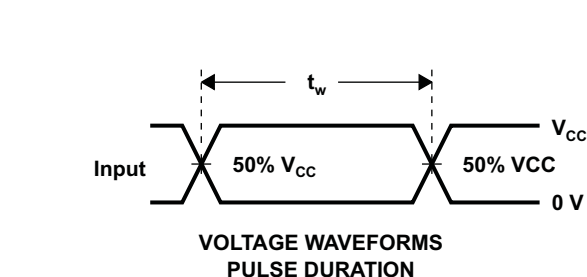 t_w
V_CC
Input 50% V_CC 50% VCC
0 V
VOLTAGE WAVEFORMS
PULSE DURATION